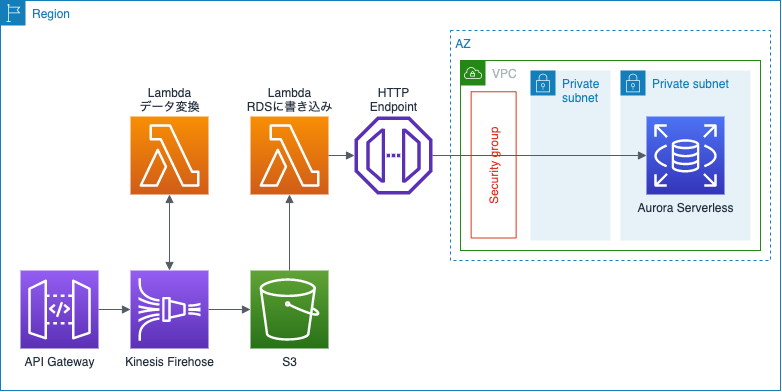 Region
AZ
VPC
Private
subnet
Private subnet
Lambda
データ変換
Lambda
RDSに書き込み
HTTP
Endpoint
Security group
Aurora Serverless
API Gateway
Kinesis Firehose
S3